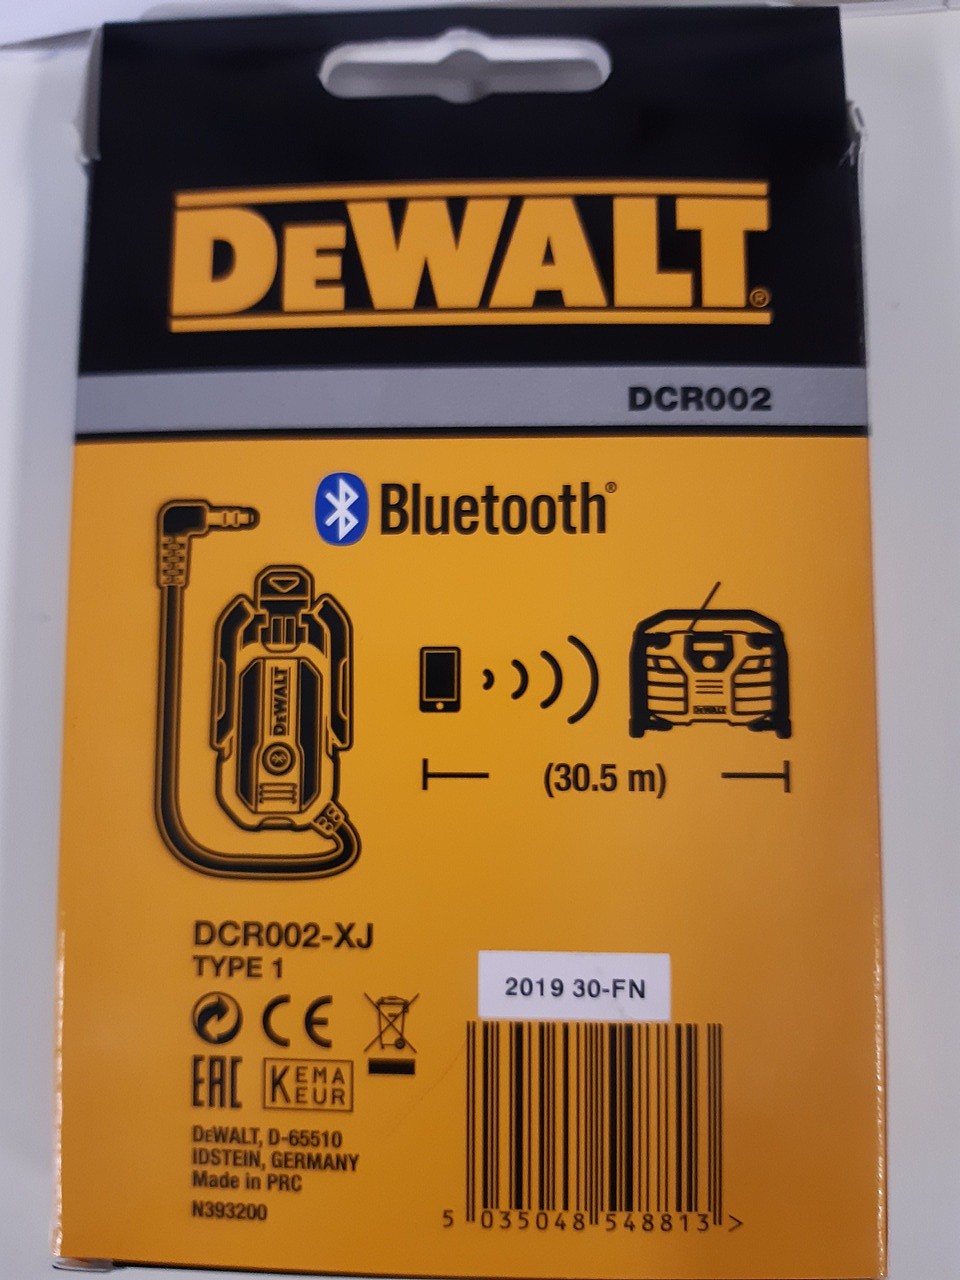 DEWALT®
DCR002
Bluetooth®
DEWALT
DEWALT
(30.5 m)
DCR002-XJ
TYPE 1
2019 30-FN
CE
EAC
KEMA
KEUR
DEWALT, D-65510
IDSTEIN, GERMANY
Made in PRC
N393200
5 035048 548813 >